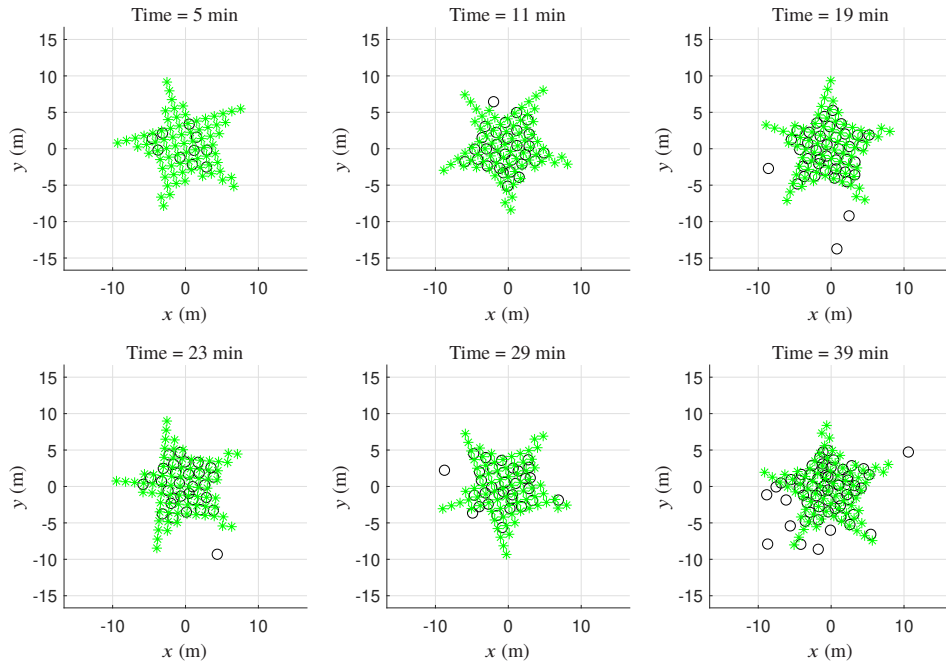 Time = 5 min
Time = 11 min
Time = 19 min
15
10
5
0
-5
-10
-15
y (m)
-10 0 10
x (m)
15
10
5
0
-5
-10
-15
y (m)
-10 0 10
x (m)
15
10
5
0
-5
-10
-15
y (m)
-10 0 10
x (m)
Time = 23 min
Time = 29 min
Time = 39 min
15
10
5
0
-5
-10
-15
y (m)
-10 0 10
x (m)
15
10
5
0
-5
-10
-15
y (m)
-10 0 10
x (m)
15
10
5
0
-5
-10
-15
y (m)
-10 0 10
x (m)